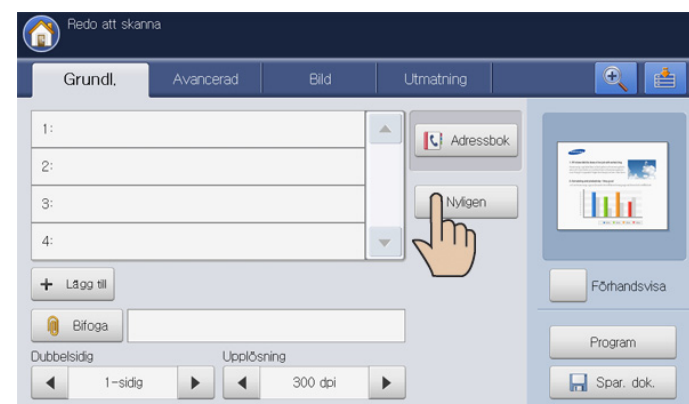 Redo att skanna
Grundl.
Avancerad
Bild
Utmatning
1:
2:
3:
4:
Adressbok
Nyligen
+ Lägg till
Bifoga
Förhandsvisa
Dubbelsidig
Upplösning
1-sidig
300 dpi
Program
Spar. dok.